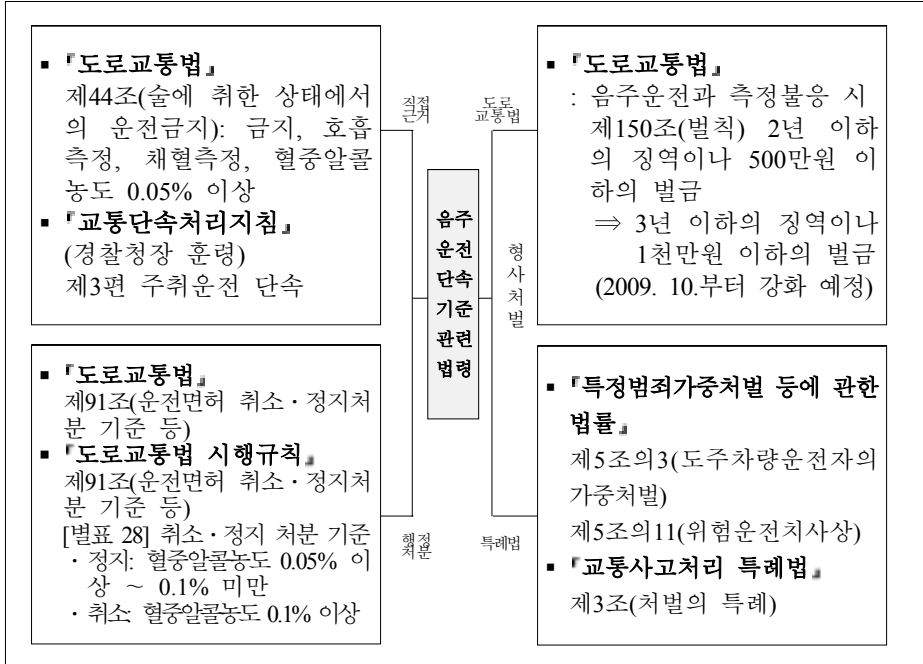 ▪ 『도로교통법』
제44조(술에 취한 상태에서
의 운전금지): 금지, 호흡
측정, 채혈측정, 혈중알콜
농도 0.05% 이상
▪ 『교통단속처리지침』
(경찰청장 훈령)
제3편 주취운전 단속
직접
근거
도로
교통법
▪ 『도로교통법』
: 음주운전과 측정불응 시
제150조(벌칙) 2년 이하
의 징역이나 500만원 이
하의 벌금
⇒ 3년 이하의 징역이나
1천만원 이하의 벌금
(2009. 10.부터 강화 예정)
음주
운전
단속
기준
관련
법령
형
사
처
벌
▪ 『도로교통법』
제91조(운전면허 취소·정지처
분 기준 등)
▪ 『도로교통법 시행규칙』
제91조(운전면허 취소·정지처
분 기준 등)
[별표 28] 취소·정지 처분 기준
· 정지: 혈중알콜농도 0.05% 이
상 ~ 0.1% 미만
· 취소: 혈중알콜농도 0.1% 이상
행정
처분
특례법
▪ 『특정범죄가중처벌 등에 관한
법률』
제5조의3(도주차량운전자의
가중처벌)
제5조의11(위험운전치사상)
▪ 『교통사고처리 특례법』
제3조(처벌의 특례)